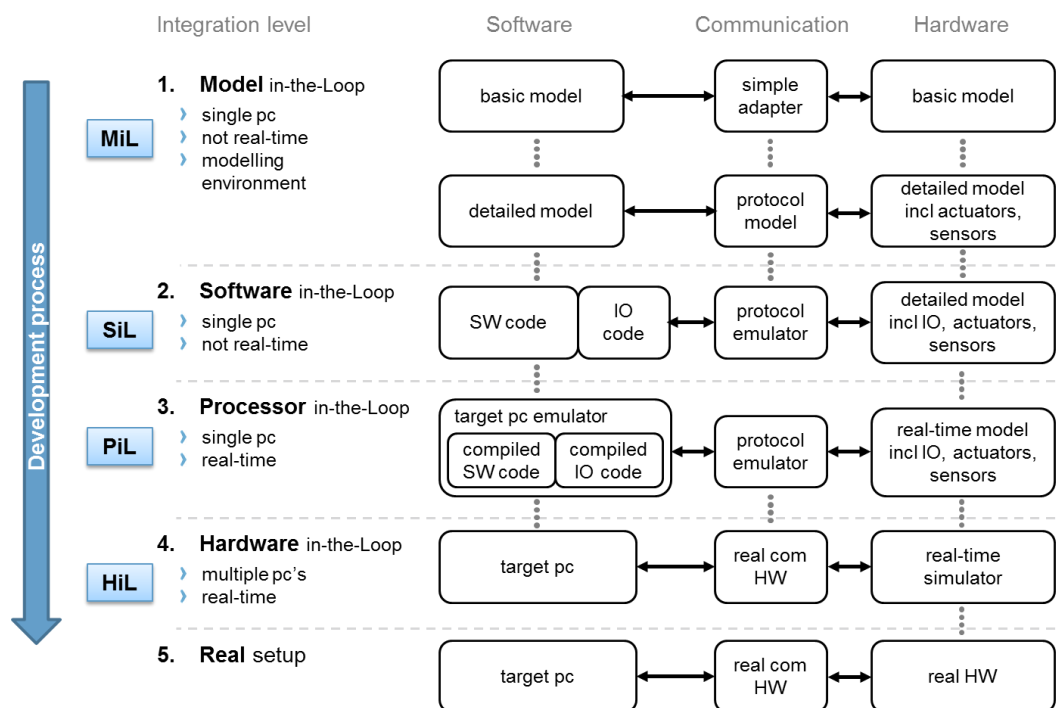 Integration level
Software
Communication
Hardware
Development process
1. Model in-the-Loop
MiL
› single pc
› not real-time
› modelling
environment
basic model
simple
adapter
basic model
detailed model
protocol
model
detailed model
incl actuators,
sensors
2. Software in-the-Loop
SiL
› single pc
› not real-time
SW code
IO
code
protocol
emulator
detailed model
incl IO, actuators,
sensors
3. Processor in-the-Loop
PiL
› single pc
› real-time
target pc emulator
compiled
SW code
compiled
IO code
protocol
emulator
real-time model
incl IO, actuators,
sensors
4. Hardware in-the-Loop
HiL
› multiple pc's
› real-time
target pc
real com
HW
real-time
simulator
5. Real setup
target pc
real com
HW
real HW